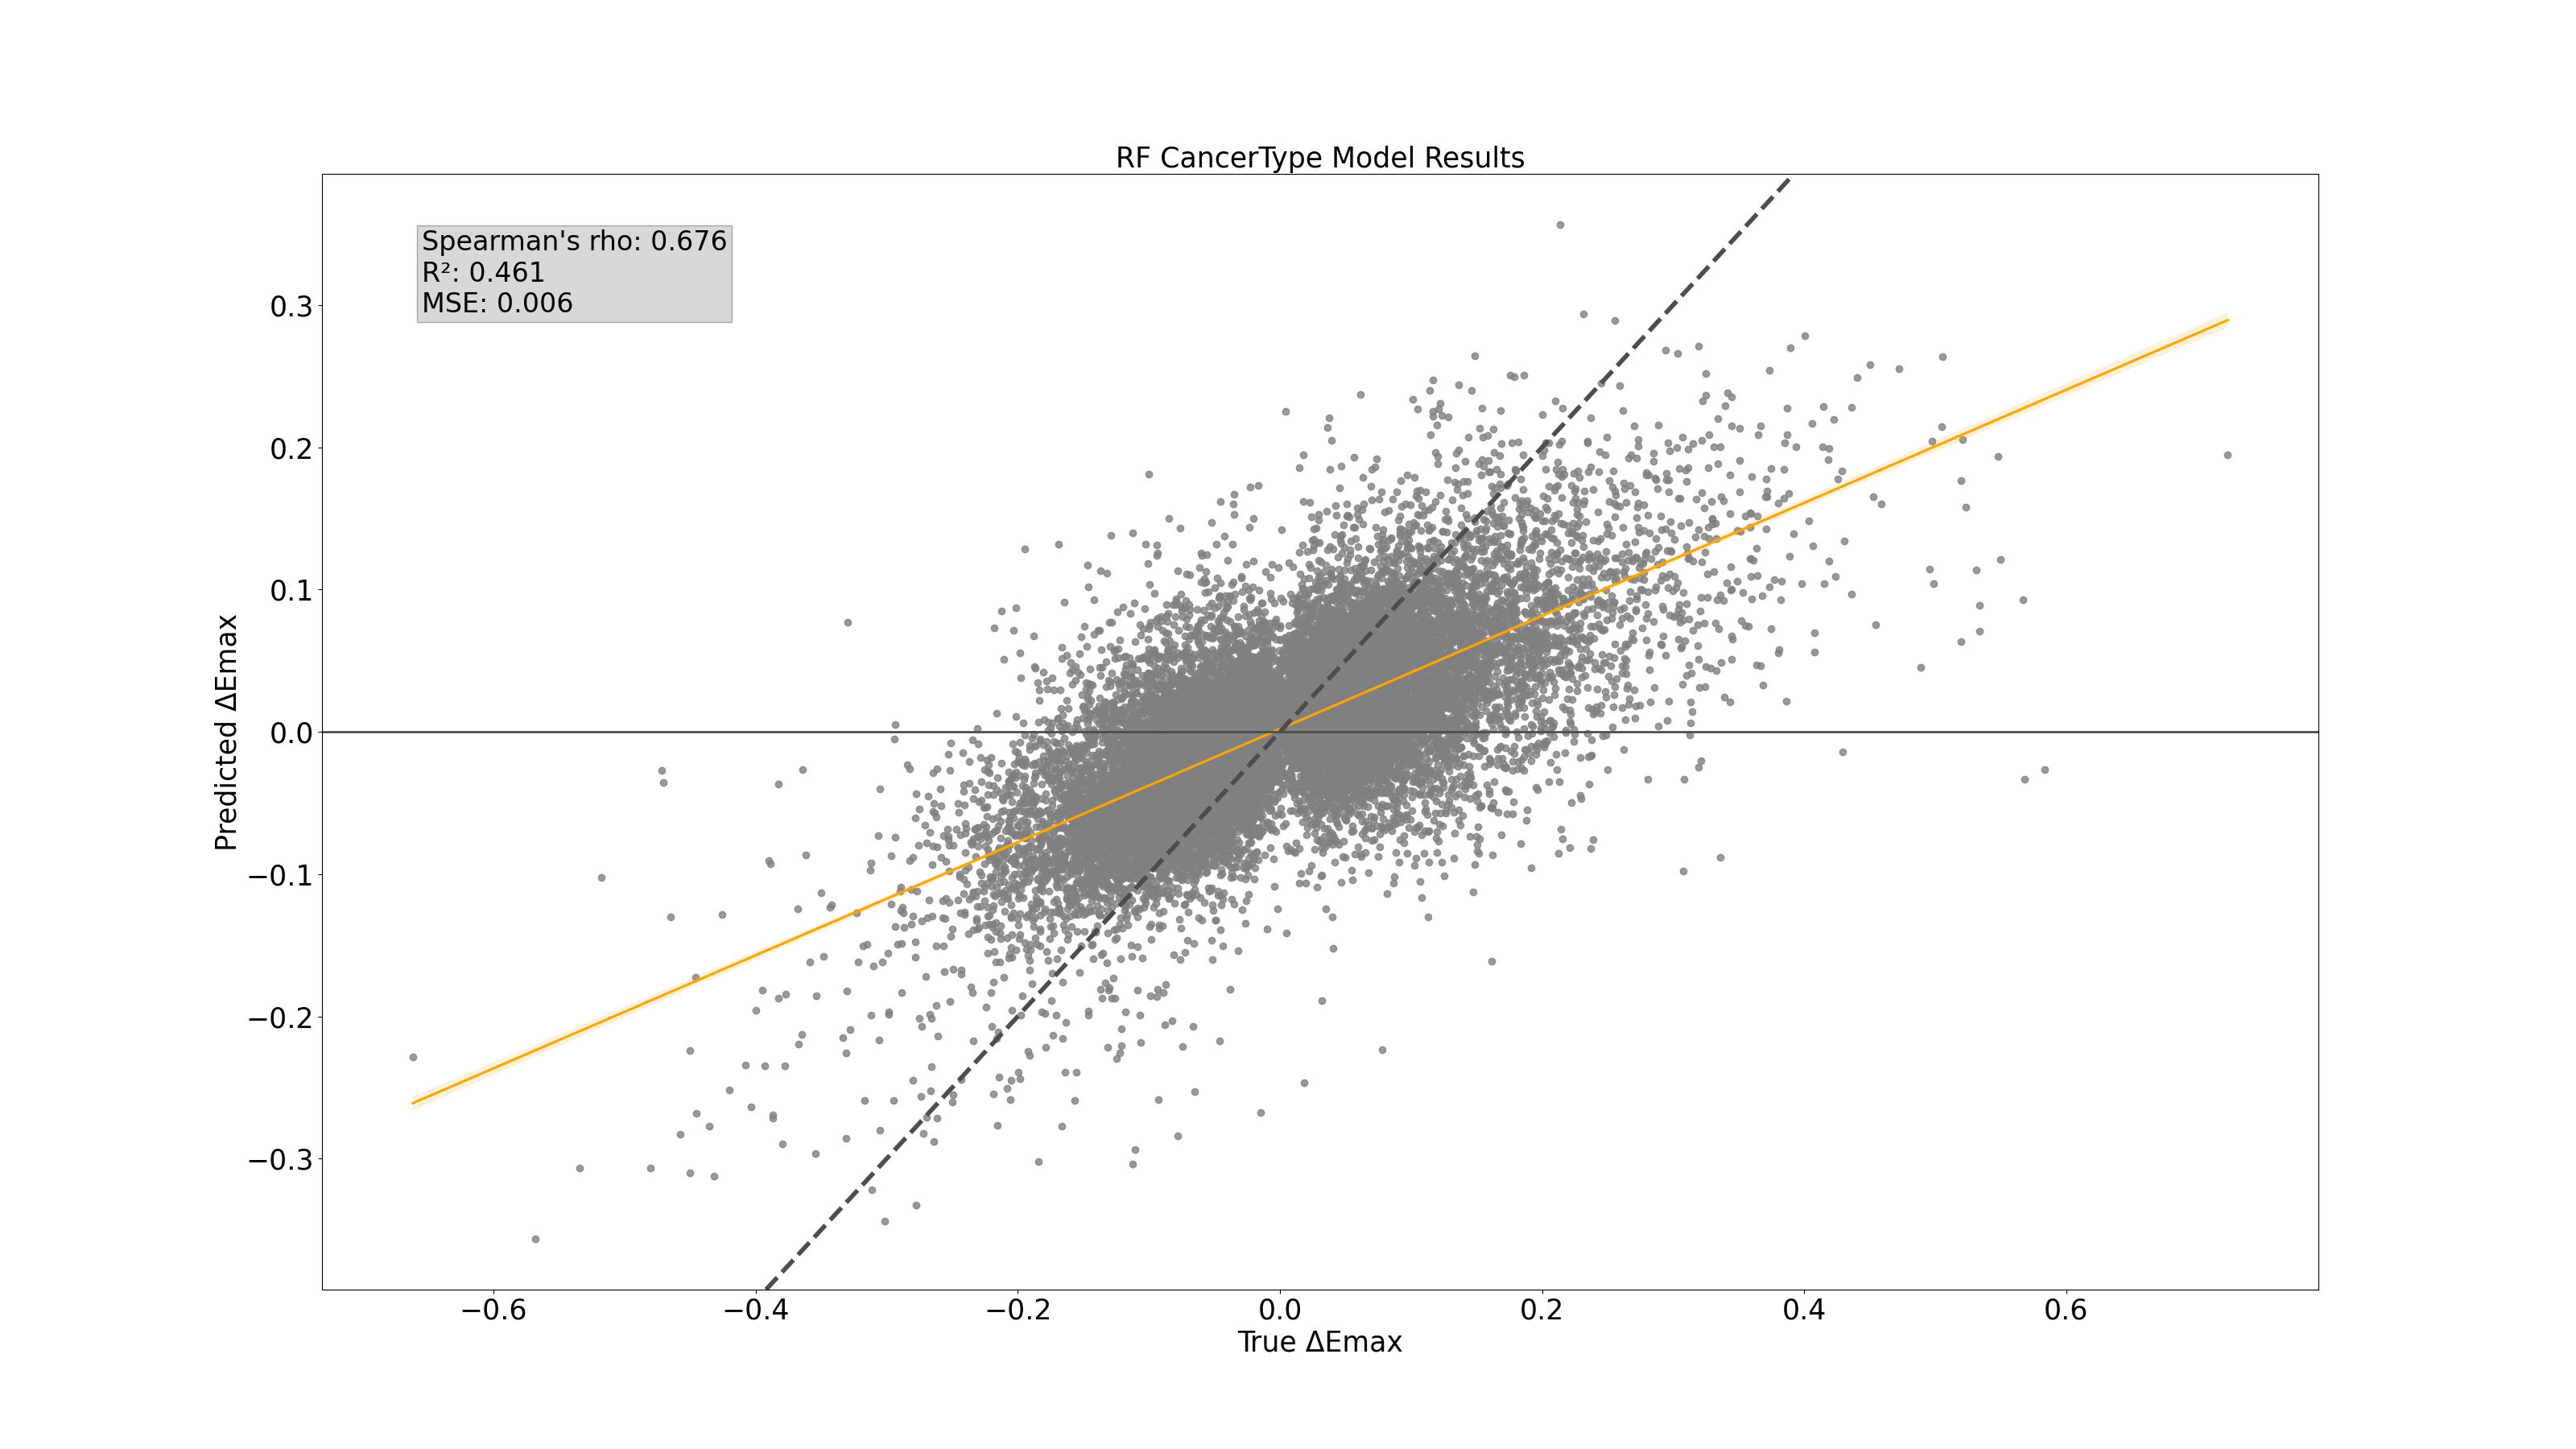 RF CancerType Model Results
Spearman's rho: 0.676
R²: 0.461
MSE: 0.006
0.3
0.2
0.1
0.0
−0.1
−0.2
−0.3
Predicted ΔEmax
−0.6
−0.4
−0.2
0.0
0.2
0.4
0.6
True ΔEmax